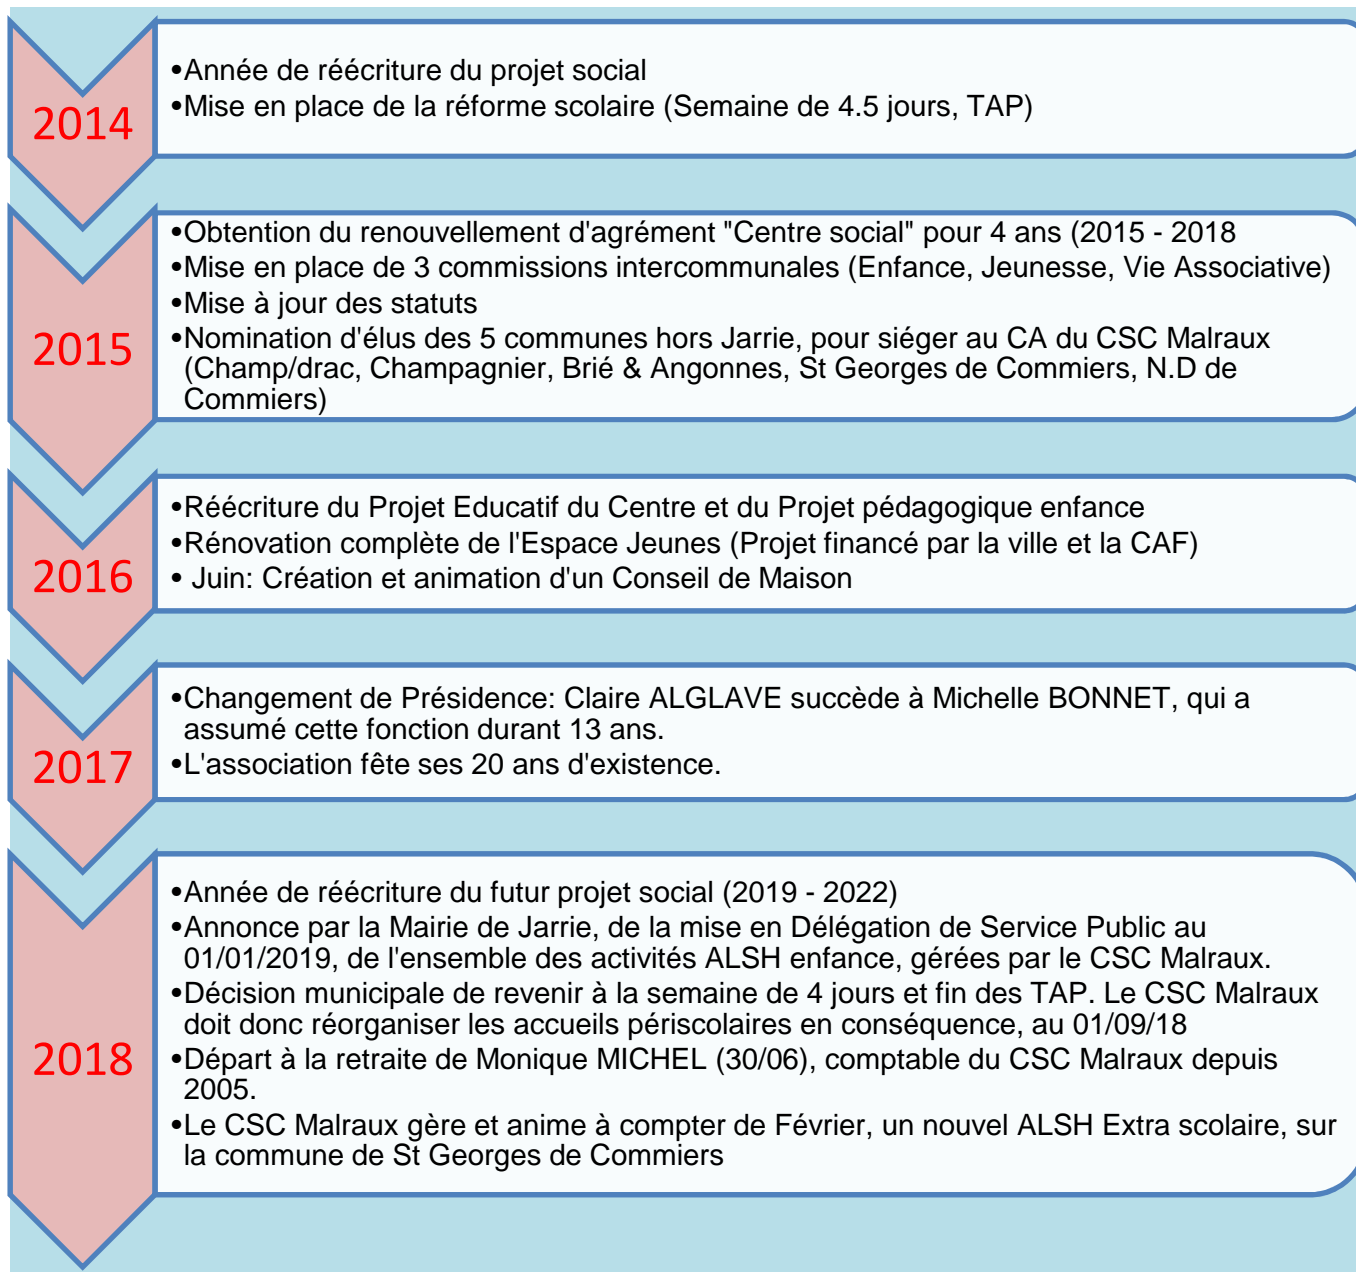 2014
•Année de réécriture du projet social
•Mise en place de la réforme scolaire (Semaine de 4.5 jours, TAP)
2015
•Obtention du renouvellement d'agrément "Centre social" pour 4 ans (2015 - 2018
•Mise en place de 3 commissions intercommunales (Enfance, Jeunesse, Vie Associative)
•Mise à jour des statuts
•Nomination d'élus des 5 communes hors Jarrie, pour siéger au CA du CSC Malraux
(Champ/drac, Champagnier, Brié & Angonnes, St Georges de Commiers, N.D de
Commiers)
2016
•Réécriture du Projet Educatif du Centre et du Projet pédagogique enfance
•Rénovation complète de l'Espace Jeunes (Projet financé par la ville et la CAF)
• Juin: Création et animation d'un Conseil de Maison
2017
•Changement de Présidence: Claire ALGLAVE succède à Michelle BONNET, qui a
assumé cette fonction durant 13 ans.
•L'association fête ses 20 ans d'existence.
2018
•Année de réécriture du futur projet social (2019 - 2022)
•Annonce par la Mairie de Jarrie, de la mise en Délégation de Service Public au
01/01/2019, de l'ensemble des activités ALSH enfance, gérées par le CSC Malraux.
•Décision municipale de revenir à la semaine de 4 jours et fin des TAP. Le CSC Malraux
doit donc réorganiser les accueils périscolaires en conséquence, au 01/09/18
•Départ à la retraite de Monique MICHEL (30/06), comptable du CSC Malraux depuis
2005.
•Le CSC Malraux gère et anime à compter de Février, un nouvel ALSH Extra scolaire, sur
la commune de St Georges de Commiers